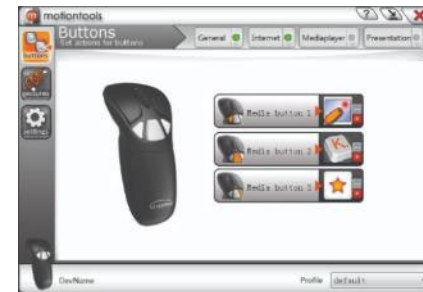 motiontools
Buttons
Set actions for buttons
General
Internet
Mediaplayer
Presentation
buttons
gestures
settings
Media button 1
Media button 2
Media button 3
K
DevName
Profile
default